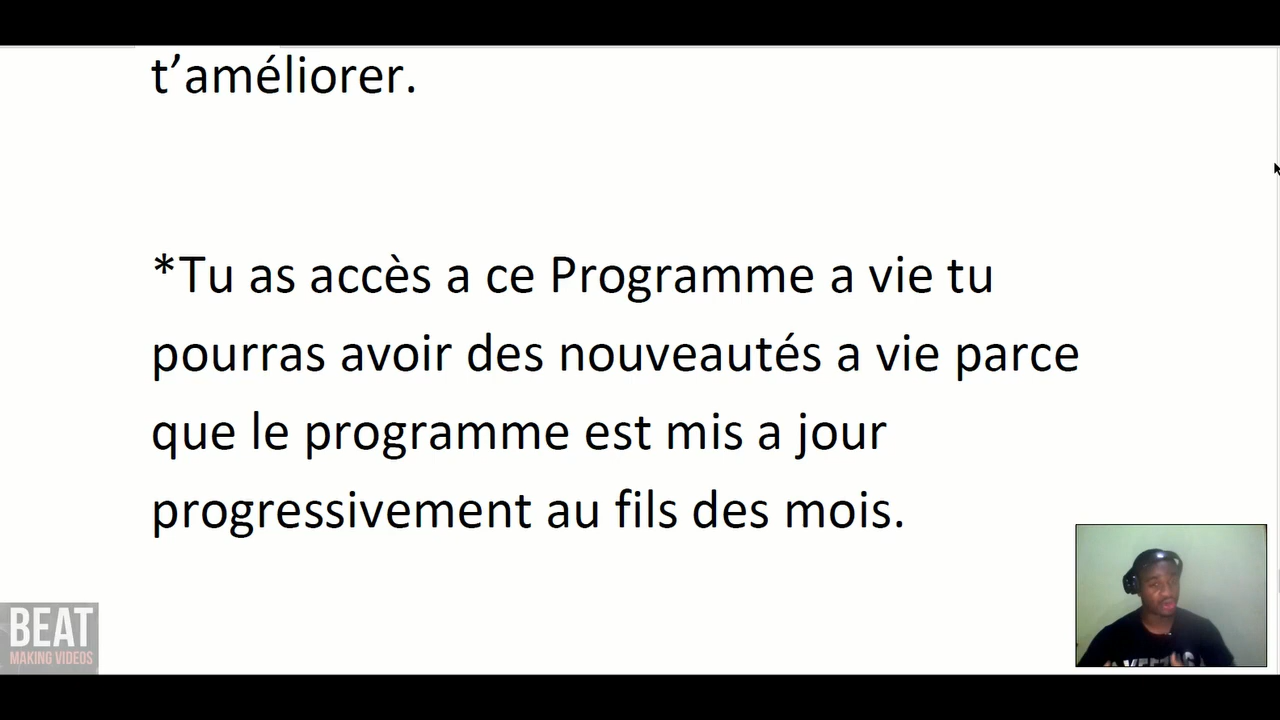 t’améliorer.
*Tu as accès a ce Programme a vie tu
pourras avoir des nouveautés a vie parce
que le programme est mis a jour
progressivement au fils des mois.
BEAT
MAKING VIDEOS